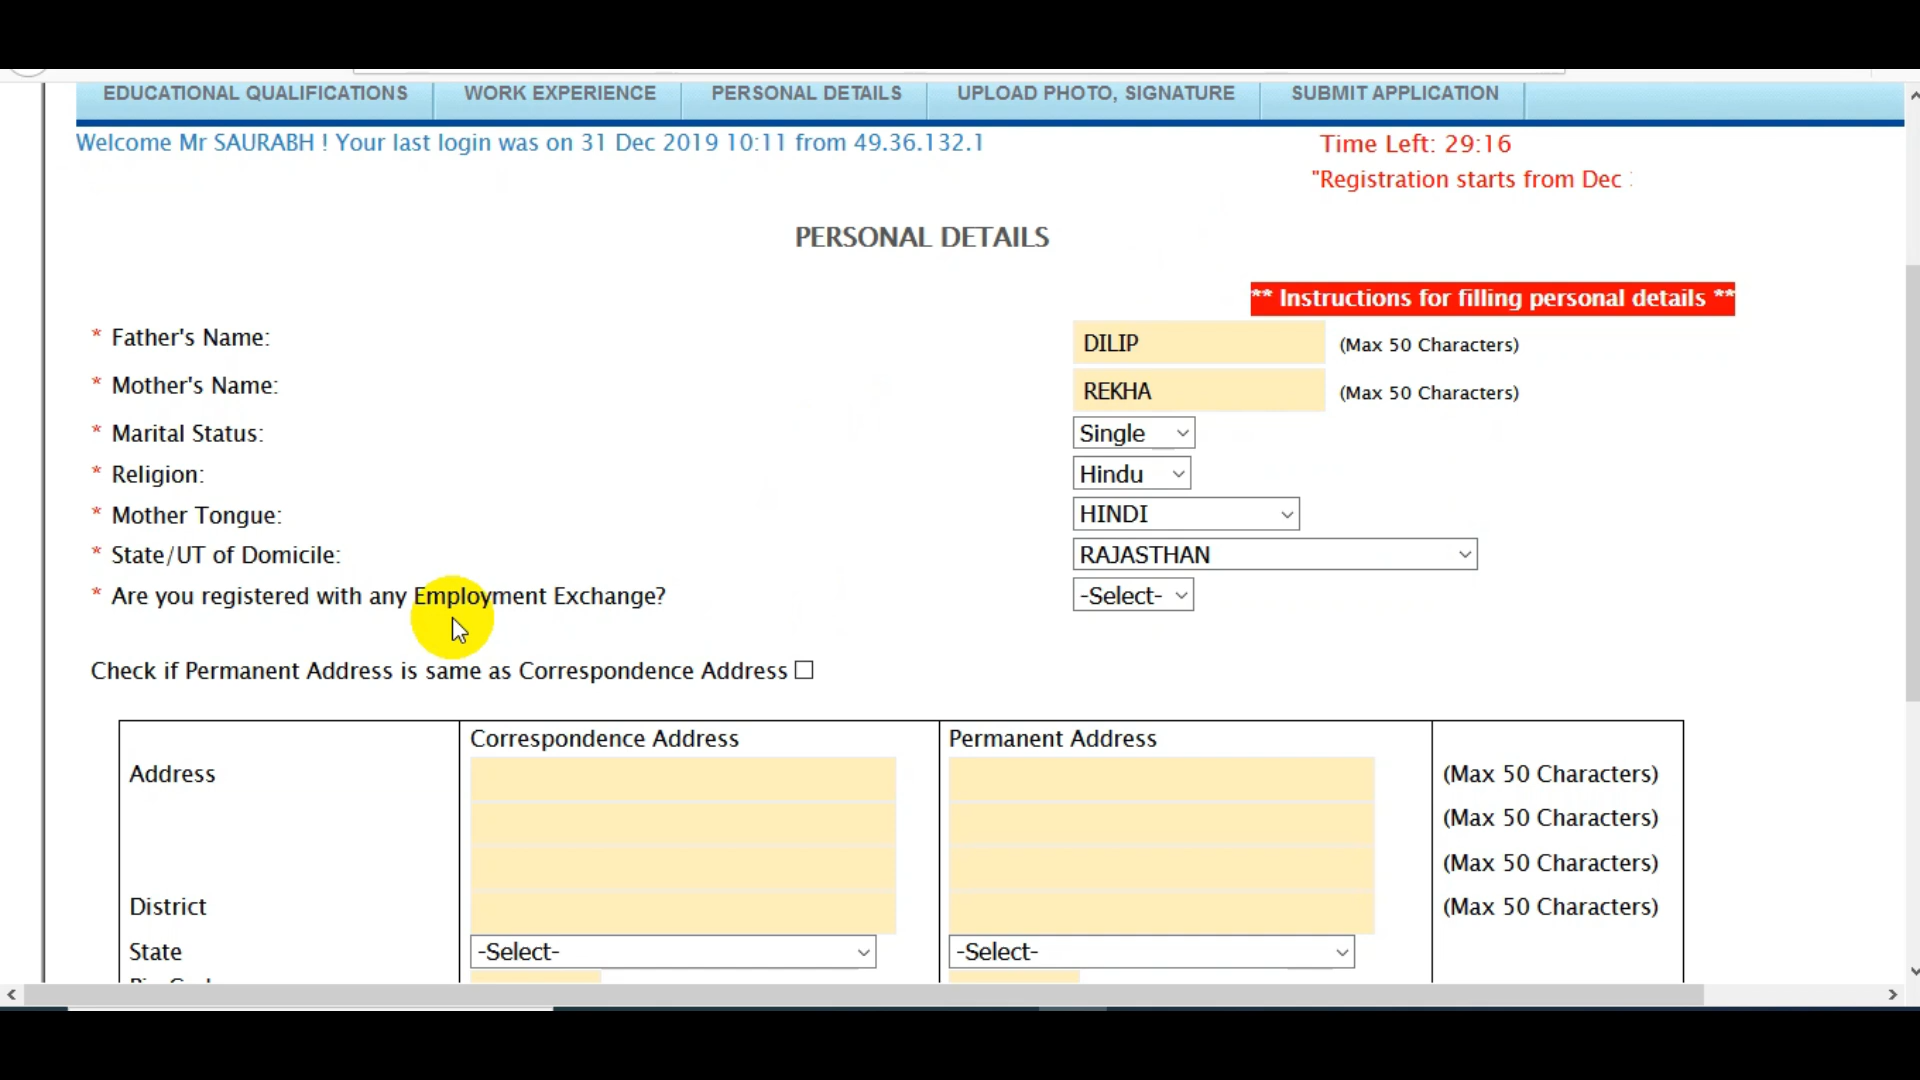 EDUCATIONAL QUALIFICATIONS WORK EXPERIENCE PERSONAL DETAILS UPLOAD PHOTO, SIGNATURE SUBMIT APPLICATION
Welcome Mr SAURABH ! Your last login was on 31 Dec 2019 10:11 from 49.36.132.1 Time Left: 29:16
"Registration starts from Dec
PERSONAL DETAILS
** Instructions for filling personal details **
* Father's Name: DILIP (Max 50 Characters)
* Mother's Name: REKHA (Max 50 Characters)
* Marital Status: Single
* Religion: Hindu
* Mother Tongue: HINDI
* State/UT of Domicile: RAJASTHAN
* Are you registered with any Employment Exchange? -Select-
Check if Permanent Address is same as Correspondence Address
Correspondence Address Permanent Address
Address (Max 50 Characters)
(Max 50 Characters)
(Max 50 Characters)
District (Max 50 Characters)
State -Select- -Select-